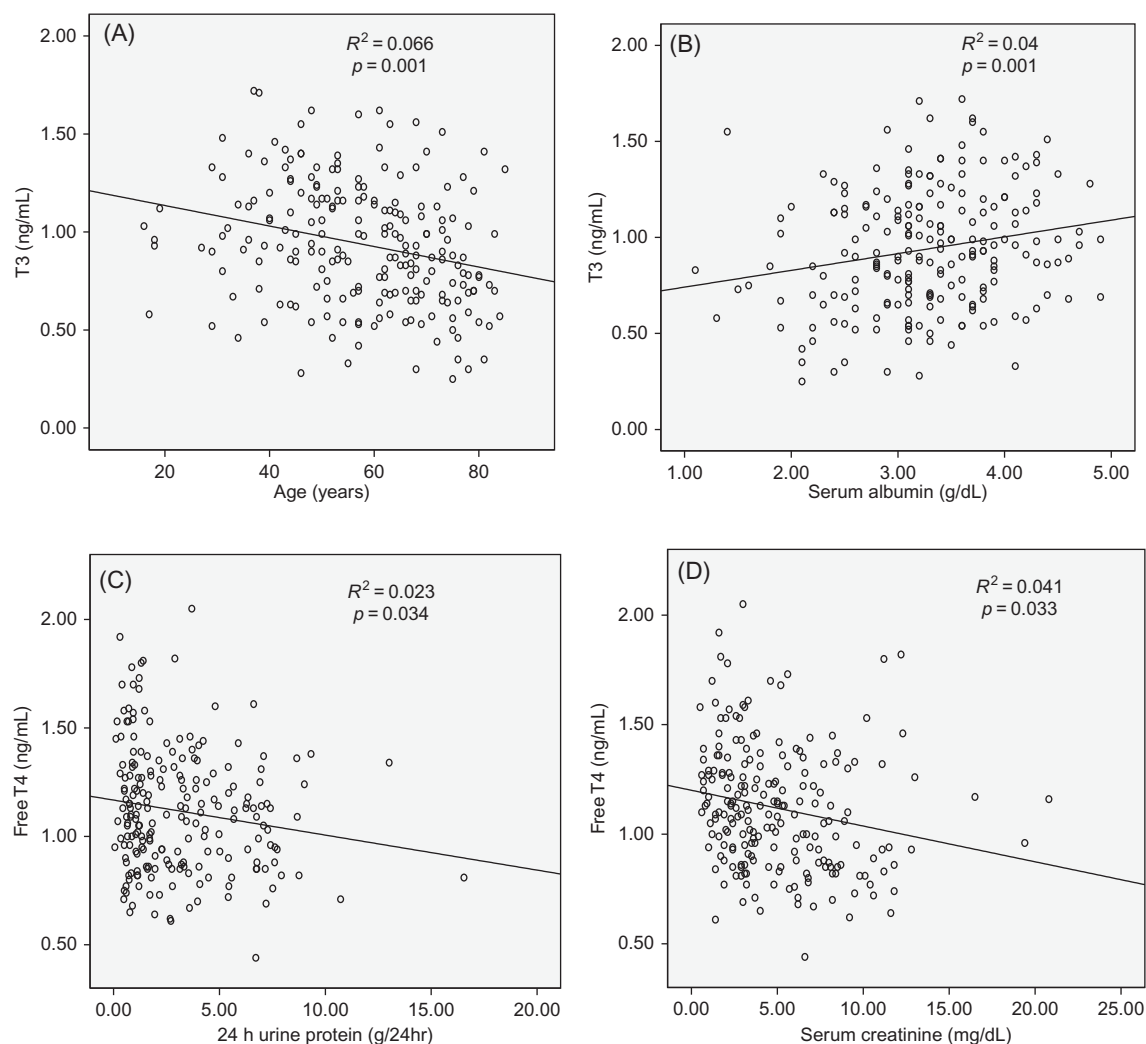 (A)
R² = 0.066
p = 0.001
2.00
1.50
1.00
0.50
0.00
T3 (ng/mL)
20 40 60 80
Age (years)
(B)
R² = 0.04
p = 0.001
2.00
1.50
1.00
0.50
0.00
T3 (ng/mL)
1.00 2.00 3.00 4.00 5.00
Serum albumin (g/dL)
(C)
R² = 0.023
p = 0.034
2.00
1.50
1.00
0.50
Free T4 (ng/mL)
0.00 5.00 10.00 15.00 20.00
24 h urine protein (g/24hr)
(D)
R² = 0.041
p = 0.033
2.00
1.50
1.00
0.50
Free T4 (ng/mL)
0.00 5.00 10.00 15.00 20.00 25.00
Serum creatinine (mg/dL)